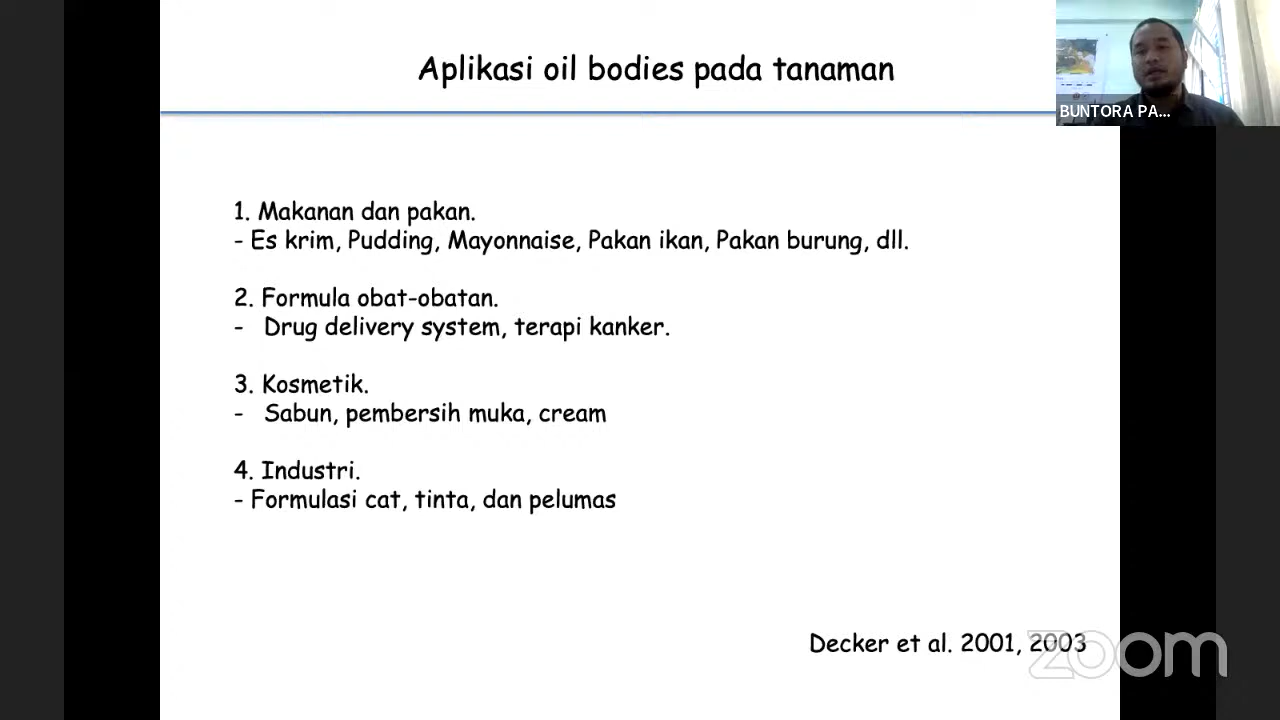 Aplikasi oil bodies pada tanaman
BUNTORA PA...
1. Makanan dan pakan.
- Es krim, Pudding, Mayonnaise, Pakan ikan, Pakan burung, dll.
2. Formula obat-obatan.
- Drug delivery system, terapi kanker.
3. Kosmetik.
- Sabun, pembersih muka, cream
4. Industri.
- Formulasi cat, tinta, dan pelumas
Decker et al. 2001, 2003
zoom